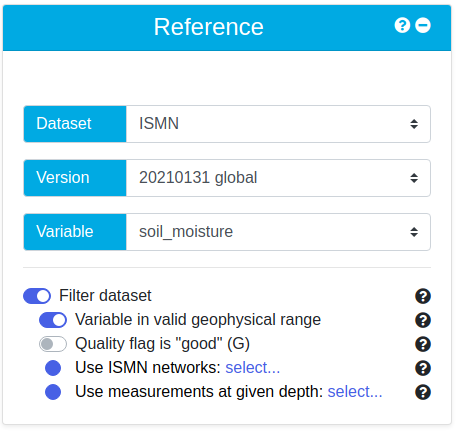 Reference
Dataset ISMN
Version 20210131 global
Variable soil_moisture
Filter dataset
Variable in valid geophysical range
Quality flag is "good" (G)
Use ISMN networks: select...
Use measurements at given depth: select...